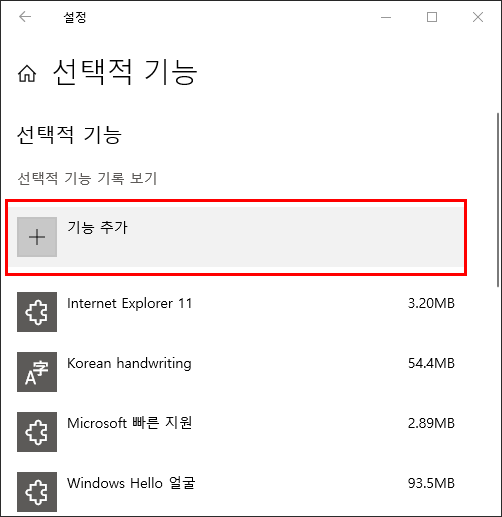 설정
선택적 기능
선택적 기능
선택적 기능 기록 보기
기능 추가
Internet Explorer 11 3.20MB
A字 Korean handwriting 54.4MB
Microsoft 빠른 지원 2.89MB
Windows Hello 얼굴 93.5MB